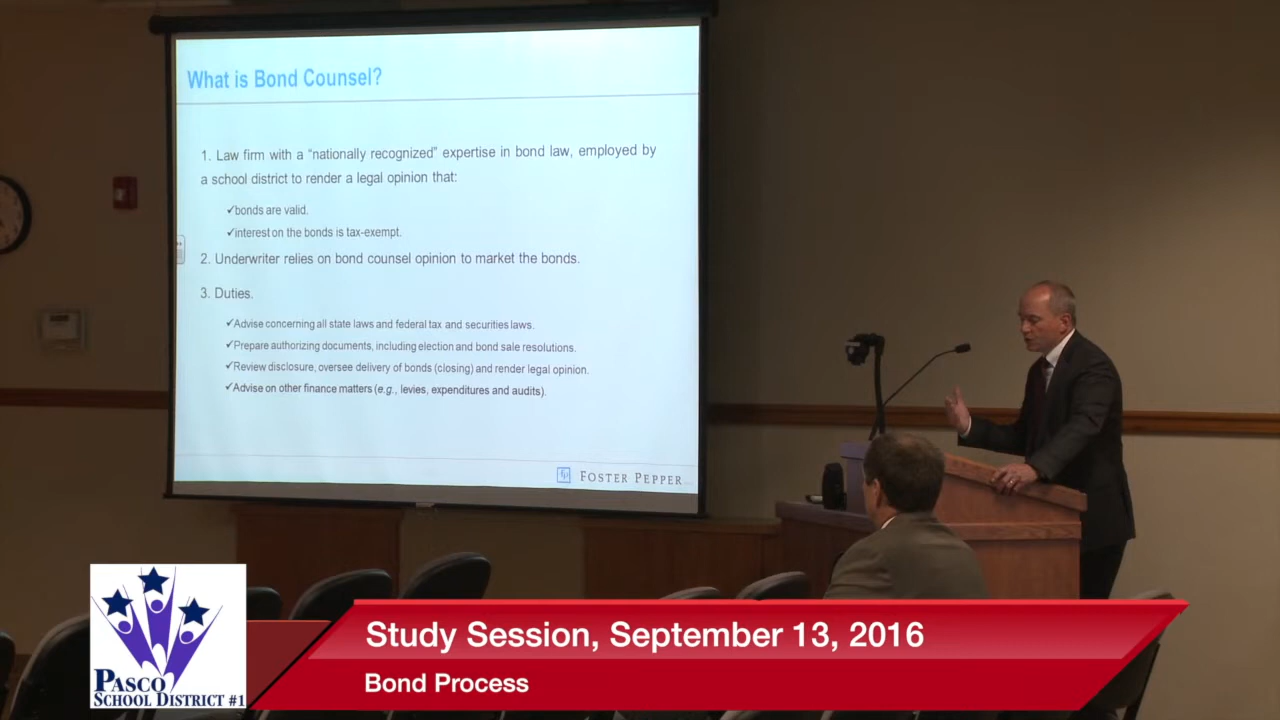 What is Bond Counsel?
1. Law firm with a “nationally recognized” expertise in bond law, employed by
a school district to render a legal opinion that:
✓bonds are valid.
✓interest on the bonds is tax-exempt.
2. Underwriter relies on bond counsel opinion to market the bonds.
3. Duties.
✓Advise concerning all state laws and federal tax and securities laws.
✓Prepare authorizing documents, including election and bond sale resolutions.
✓Review disclosure, oversee delivery of bonds (closing) and render legal opinion.
✓Advise on other finance matters (e.g., levies, expenditures and audits).
FOSTER PEPPER
PASCO
SCHOOL DISTRICT #1
Study Session, September 13, 2016
Bond Process